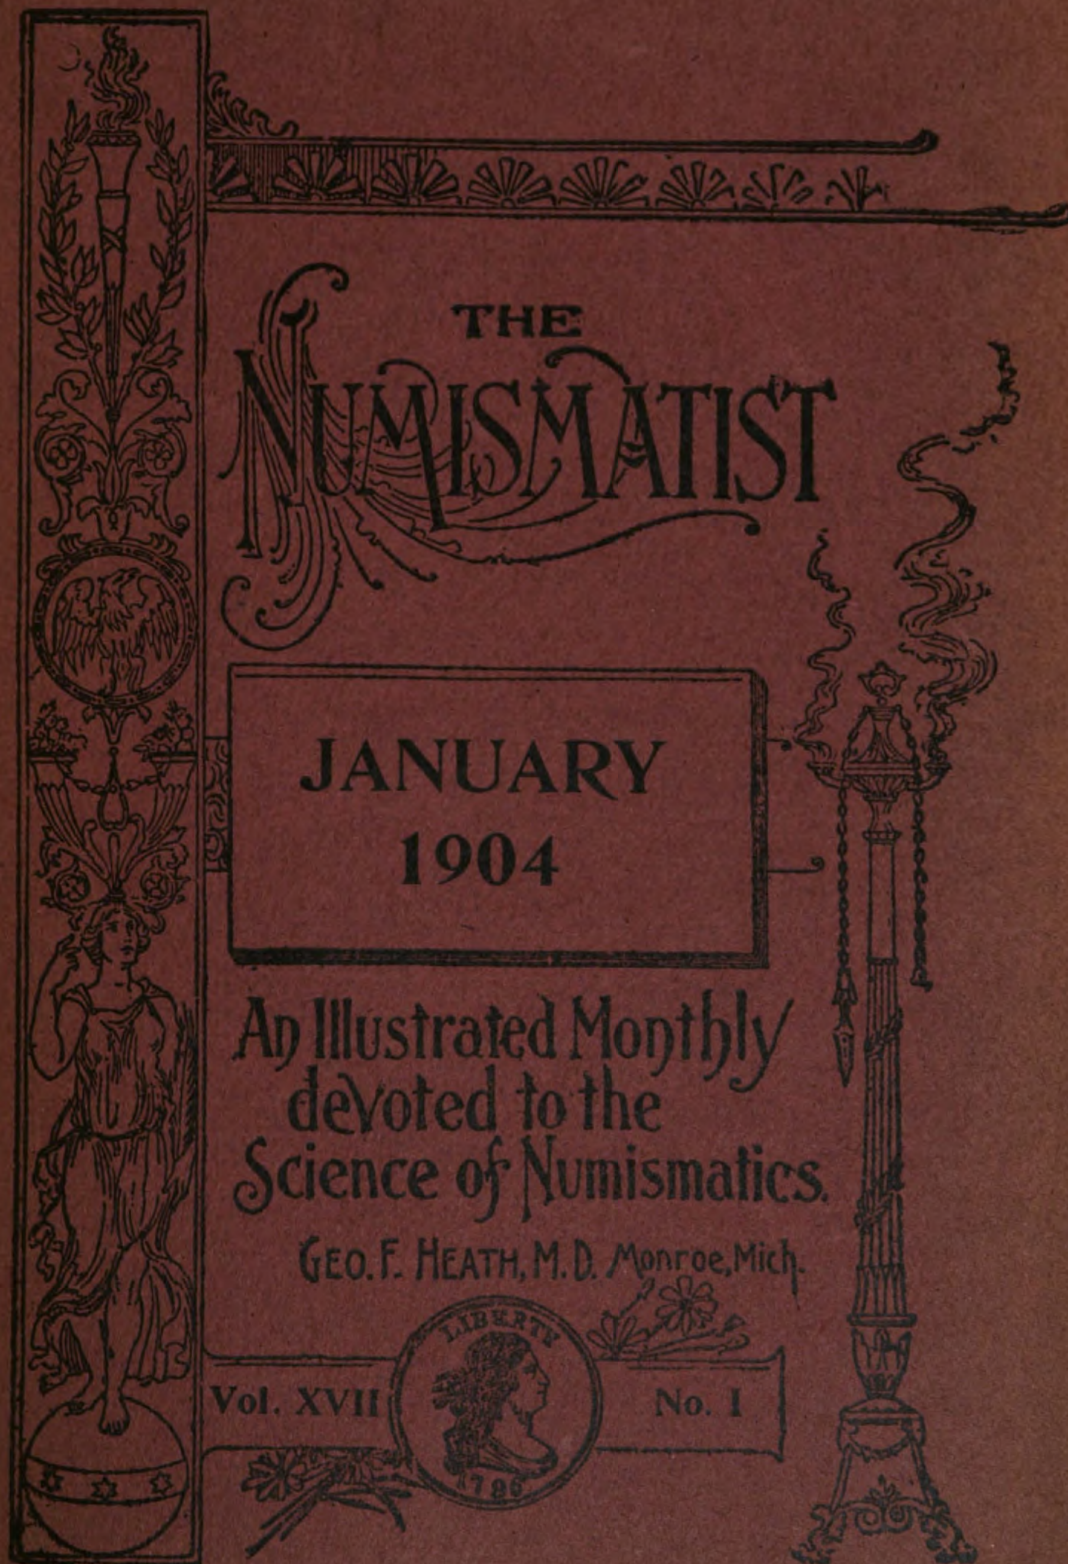 THE
NUMISMATIST
JANUARY
1904
An Illustrated Monthly
devoted to the
Science of Numismatics.
GEO. F. HEATH, M.D. Monroe, Mich.
LIBERTY
Vol. XVII
No. I